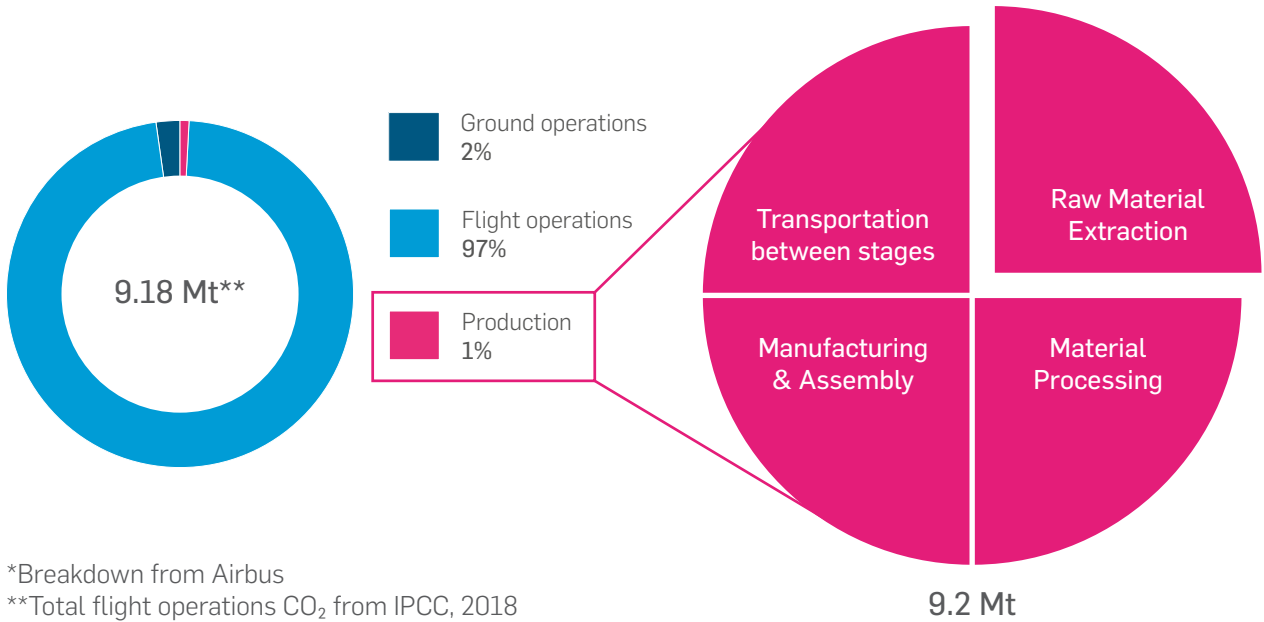 9.18 Mt**
Ground operations
2%
Flight operations
97%
Production
1%
Transportation
between stages
Raw Material
Extraction
Manufacturing
& Assembly
Material
Processing
9.2 Mt
*Breakdown from Airbus
**Total flight operations CO₂ from IPCC, 2018